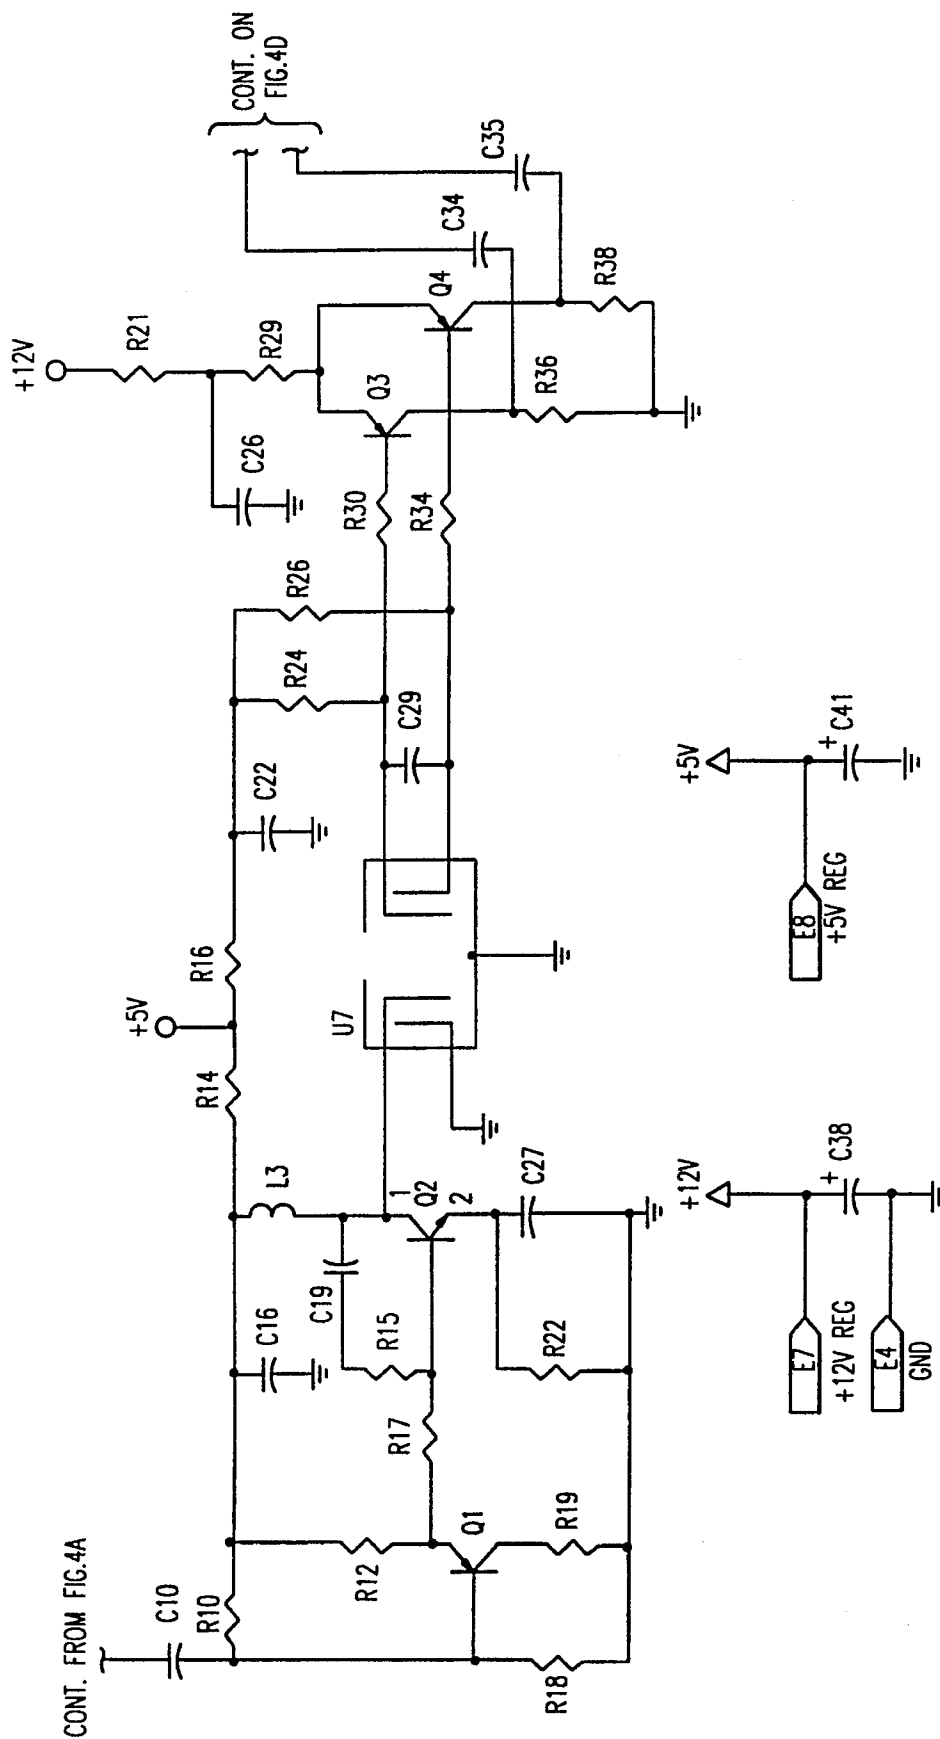 CONT. FROM FIG.4A
C10
R10
R18
R12
Q1
R19
R17
C16
R15
C19
L3
1
Q2
2
R22
C27
R14
+5V
R16
U7
C22
R24
R26
C29
R30
R34
+12V
R21
C26
R29
Q3
Q4
R36
R38
C34
C35
CONT. ON
FIG.4D
E7
+12V REG
E4
GND
+12V
+
C38
E8
+5V REG
+5V
+
C41